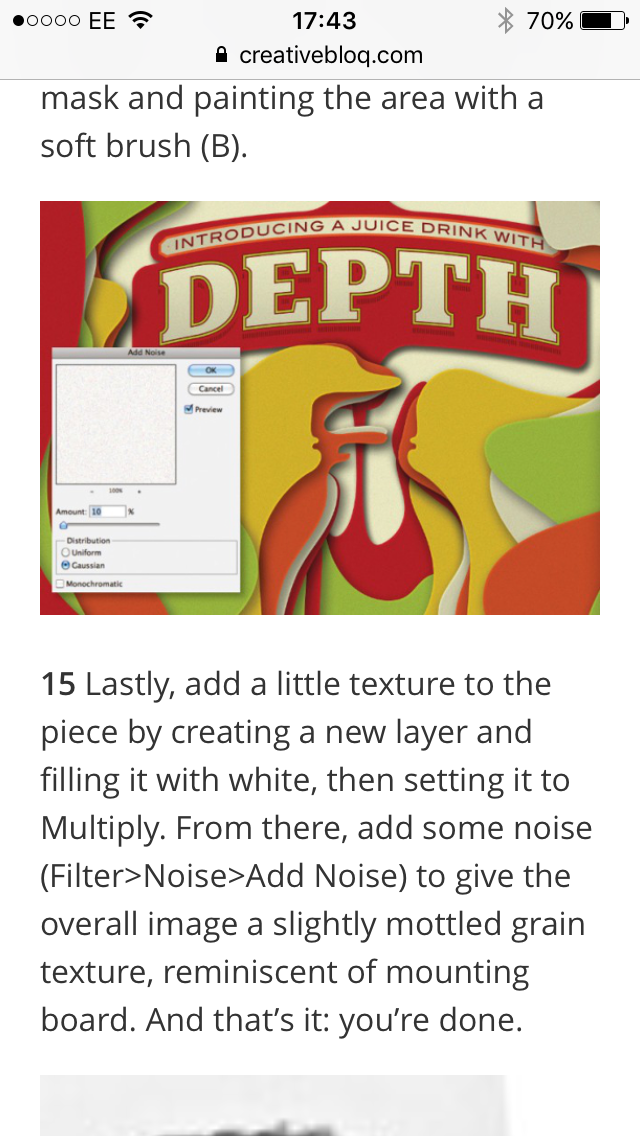 EE 17:43 70%
creativebloq.com
mask and painting the area with a
soft brush (B).
INTRODUCING A JUICE DRINK WITH
DEPTH
Add Noise
OK
Cancel
Preview
- 100% +
Amount: 10 %
Distribution
Uniform
Gaussian
Monochromatic
15 Lastly, add a little texture to the
piece by creating a new layer and
filling it with white, then setting it to
Multiply. From there, add some noise
(Filter>Noise>Add Noise) to give the
overall image a slightly mottled grain
texture, reminiscent of mounting
board. And that’s it: you’re done.